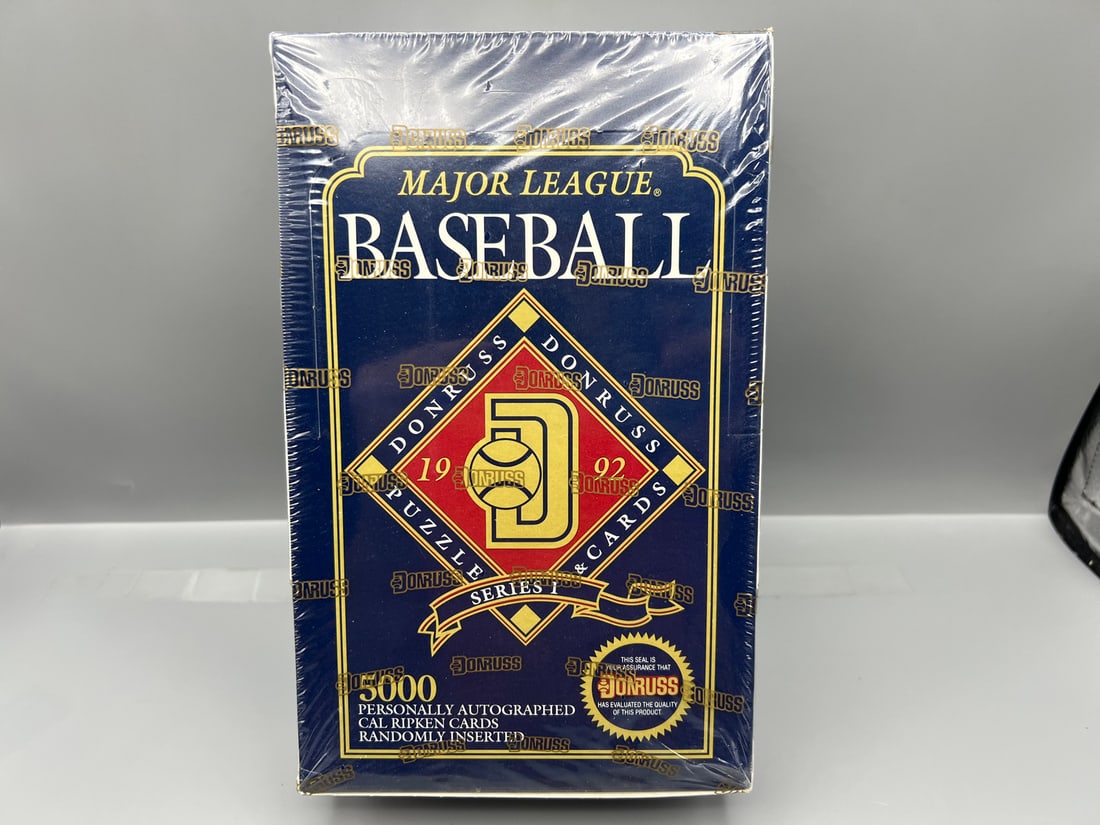 MAJOR LEAGUE®
BASEBALL
DONRUSS DONRUSS
19 92
PUZZLE & CARDS
SERIES I
5000
PERSONALLY AUTOGRAPHED
CAL RIPKEN CARDS
RANDOMLY INSERTED
THIS SEAL IS
YOUR ASSURANCE THAT
DONRUSS
HAS EVALUATED THE QUALITY
OF THIS PRODUCT.